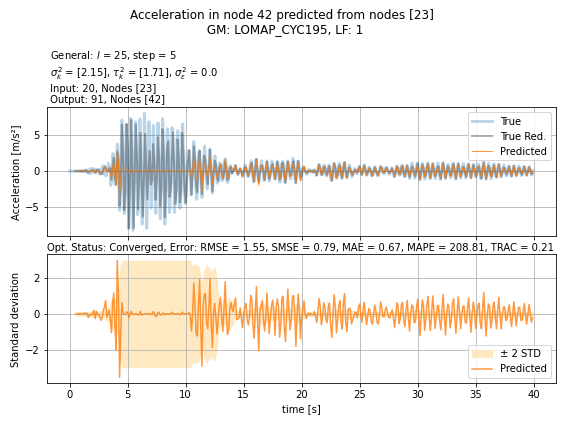 Acceleration in node 42 predicted from nodes [23]
GM: LOMAP_CYC195, LF: 1
General: l = 25, step = 5
σ²ₖ = [2.15], τ²ₖ = [1.71], σ²ε = 0.0
Input: 20, Nodes [23]
Output: 91, Nodes [42]
Acceleration [m/s²]
5
0
−5
True
True Red.
Predicted
Opt. Status: Converged, Error: RMSE = 1.55, SMSE = 0.79, MAE = 0.67, MAPE = 208.81, TRAC = 0.21
Standard deviation
2
0
−2
± 2 STD
Predicted
0 5 10 15 20 25 30 35 40
time [s]